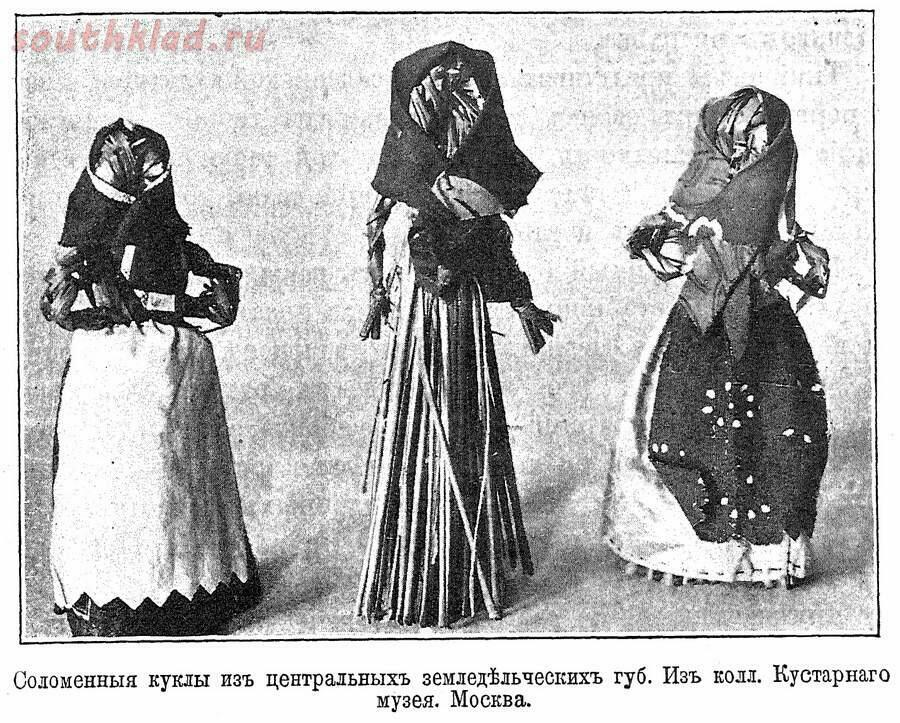 southklad.ru
Соломенныя куклы изъ центральныхъ земледѣльческихъ губ. Изъ колл. Кустарнаго
музея. Москва.